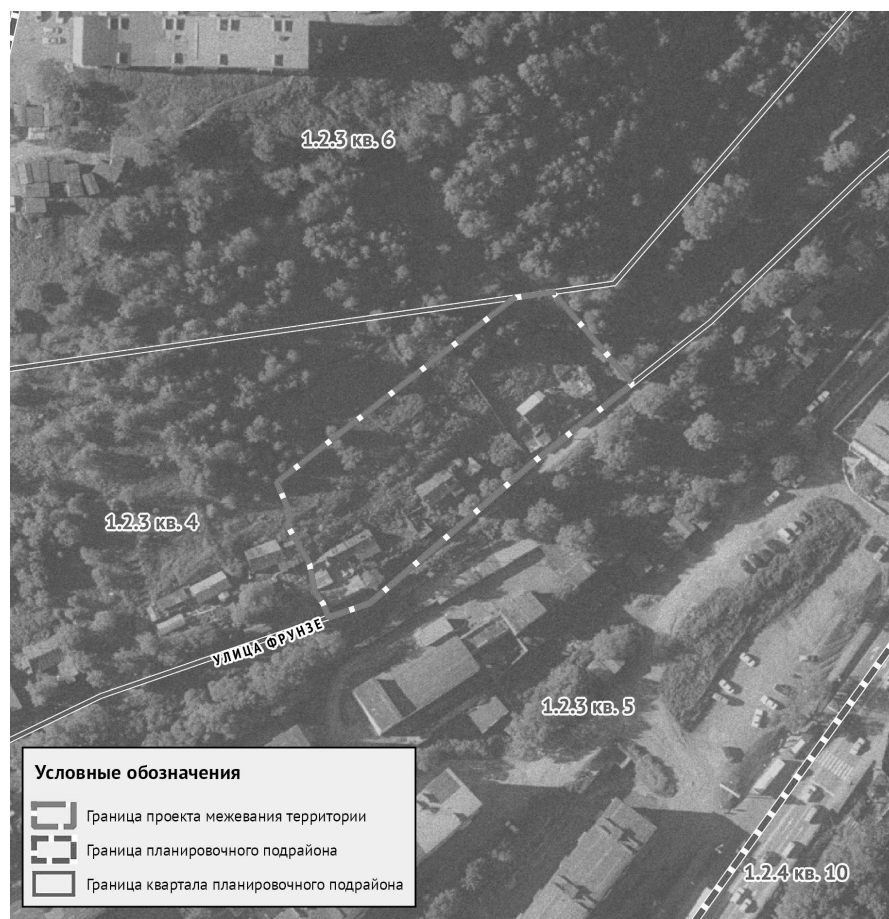 1.2.3 кв. 6
1.2.3 кв. 4
УЛИЦА ФРУНЗЕ
1.2.3 кв. 5
1.2.4 кв. 10
Условные обозначения
Граница проекта межевания территории
Граница планировочного подрайона
Граница квартала планировочного подрайона